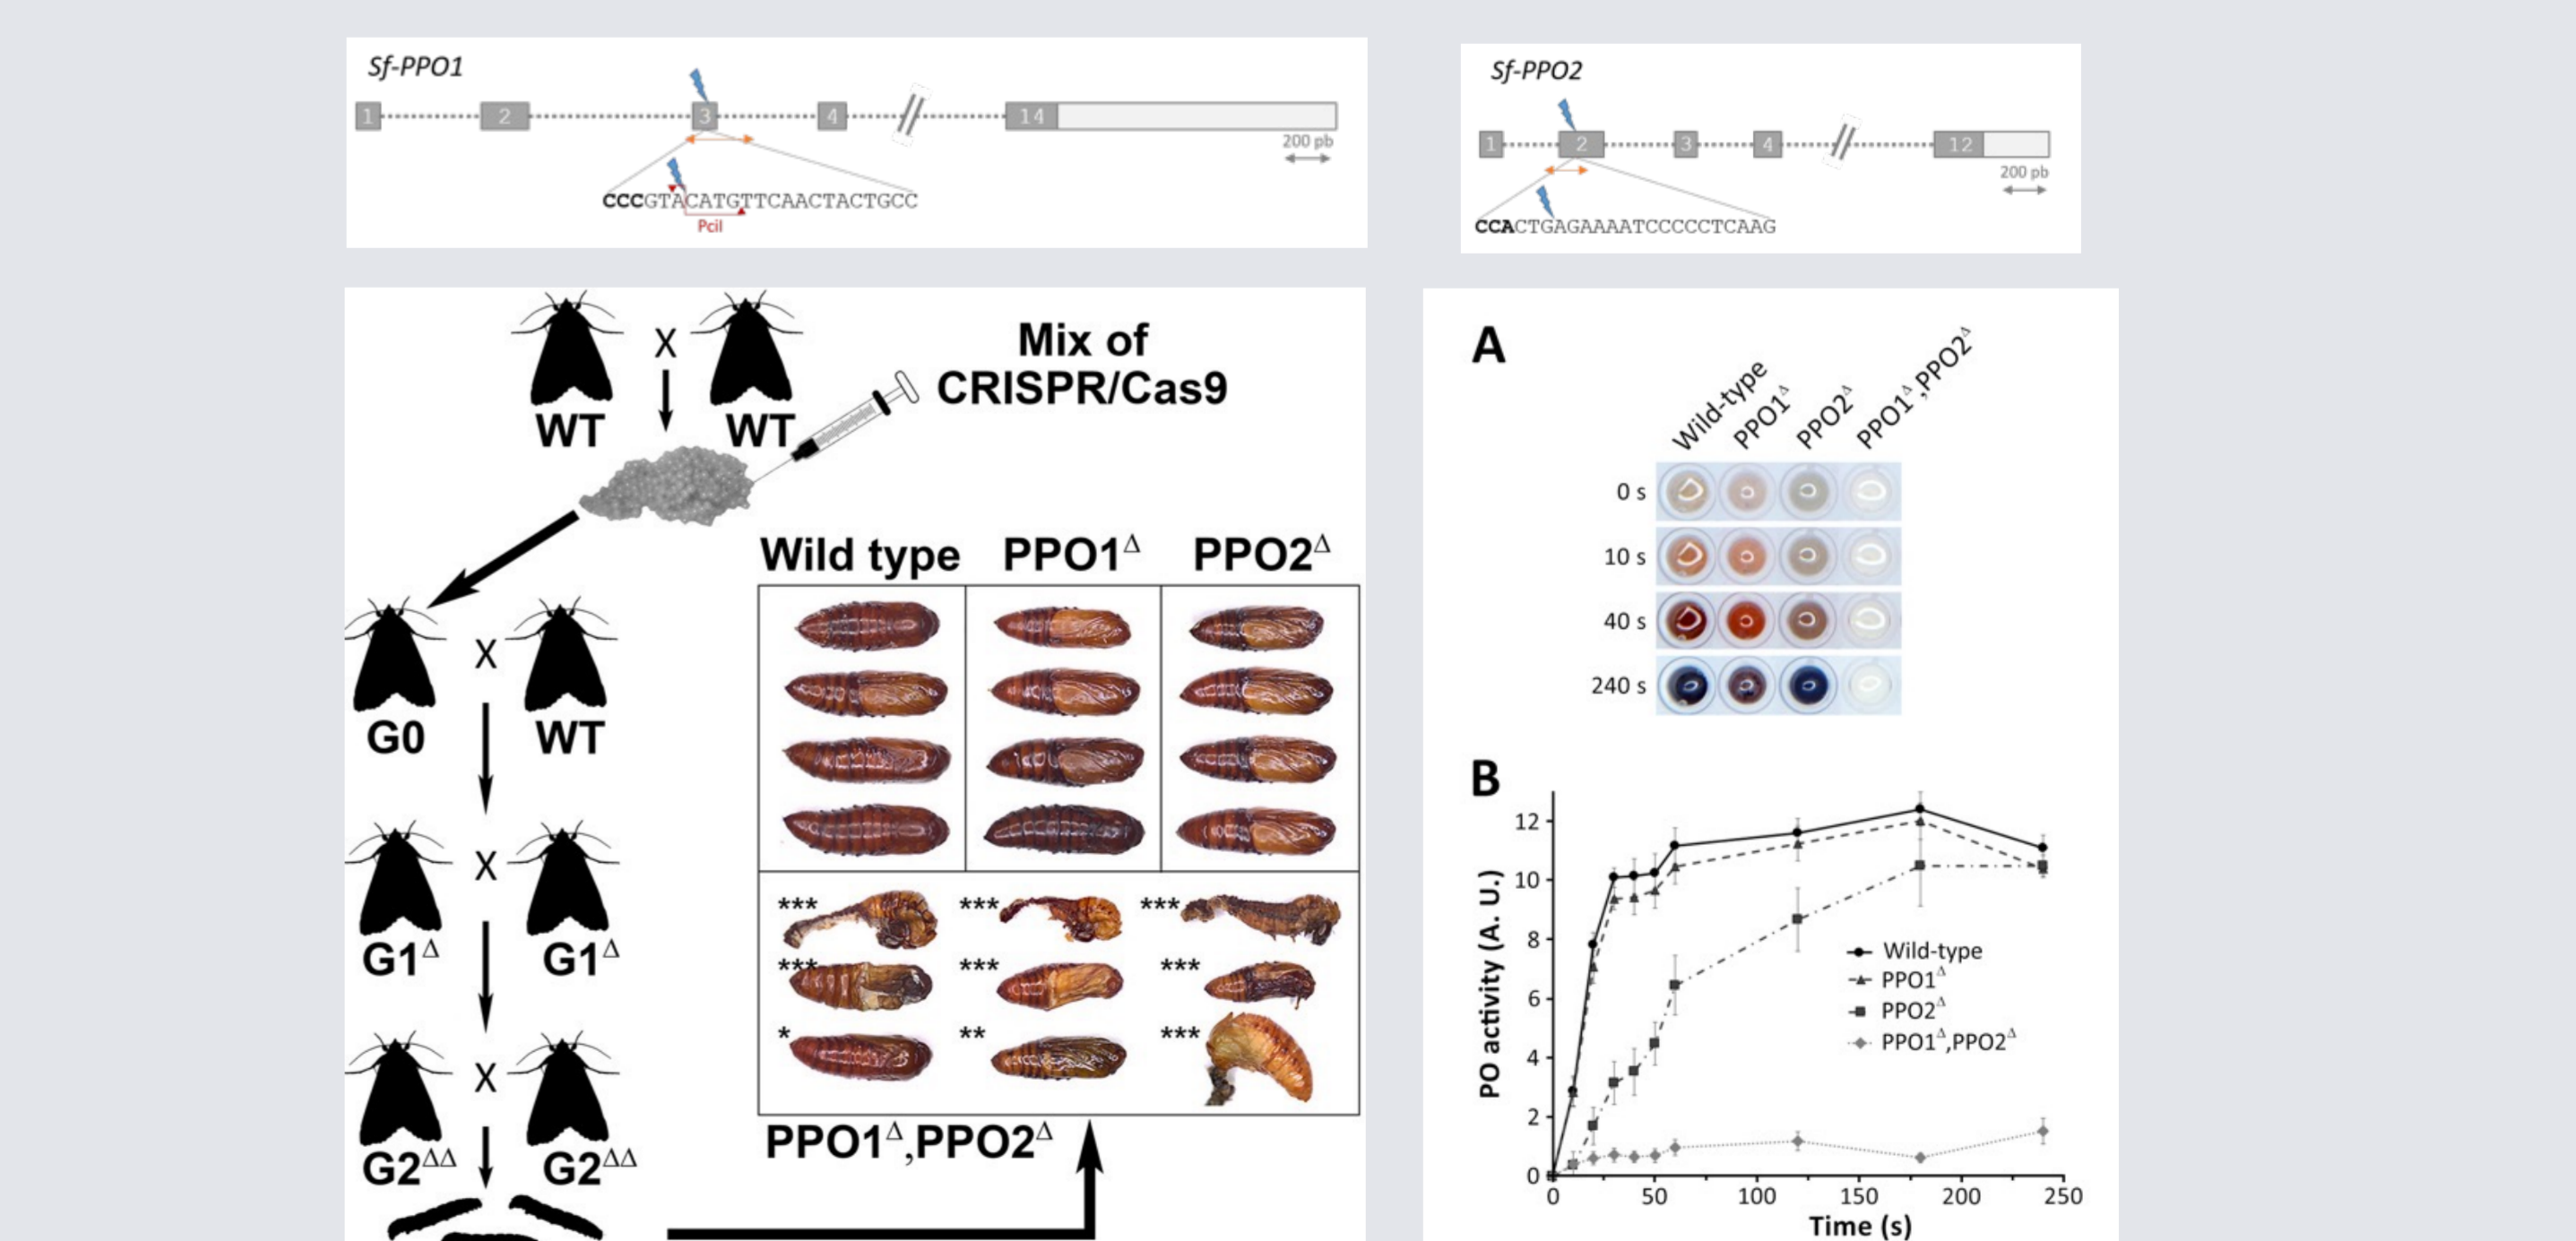 Sf-PPO1
1 2 3 4 14
200 pb
CCCGTACATGTTCAACTACTGCC
PciI
Sf-PPO2
1 2 3 4 12
200 pb
CCACTGAGAAAATCCCCCTCAAG
X
WT WT
Mix of
CRISPR/Cas9
X
G0 WT
X
G1Δ G1Δ
X
G2ΔΔ G2ΔΔ
Wild type PPO1Δ PPO2Δ
*** *** ***
*** *** ***
* ** ***
PPO1Δ,PPO2Δ
A
Wild-type
PPO1Δ
PPO2Δ
PPO1Δ,PPO2Δ
0 s
10 s
40 s
240 s
B
PO activity (A. U.)
12
10
8
6
4
2
0
Wild-type
PPO1Δ
PPO2Δ
PPO1Δ,PPO2Δ
0 50 100 150 200 250
Time (s)